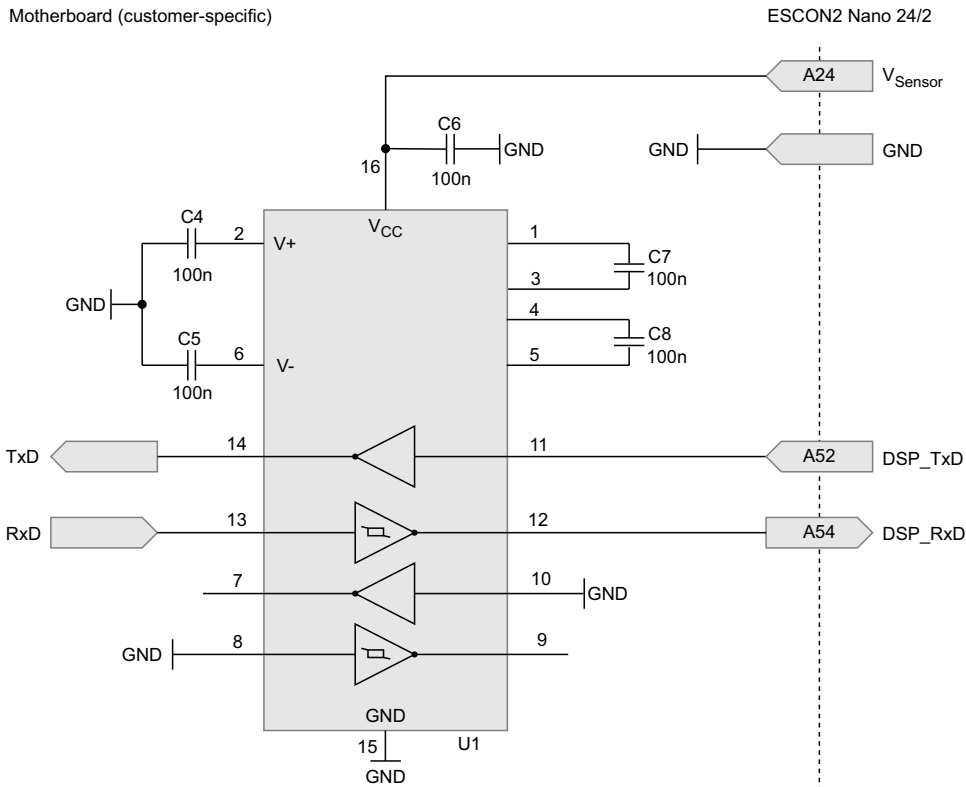 Motherboard (customer-specific)
ESCON2 Nano 24/2
A24
VSensor
C6
GND
100n
16
GND
GND
VCC
C4
2
V+
100n
1
C7
3
100n
GND
4
C8
C5
6
V-
5
100n
100n
TxD
14
11
A52
DSP_TxD
RxD
13
12
A54
DSP_RxD
7
10
GND
GND
8
9
GND
15
U1
GND